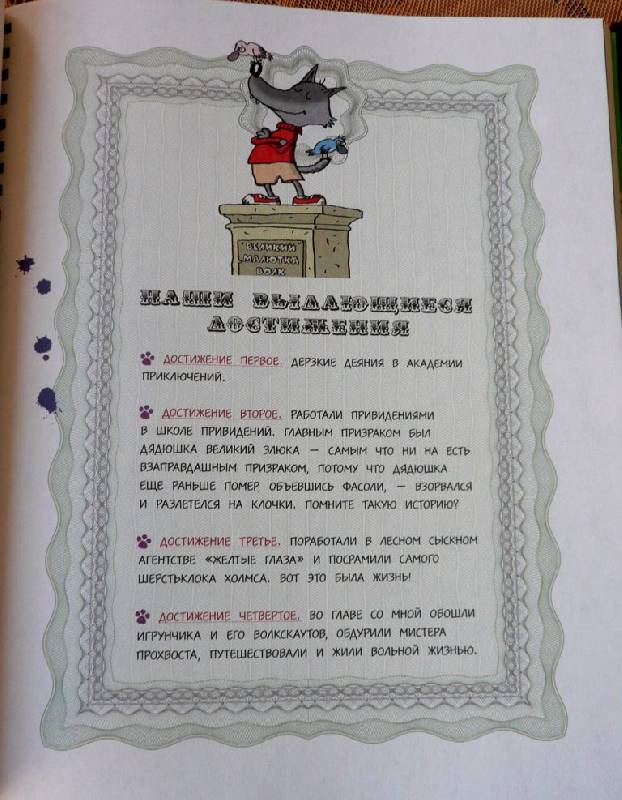 ВЕЛИКИЙ
МАЛЮТКА
ВОЛК
НАШИ ВЫДАЮЩИЕСЯ
ДОСТИЖЕНИЯ
ДОСТИЖЕНИЕ ПЕРВОЕ. ДЕРЗКИЕ ДЕЯНИЯ В АКАДЕМИИ
ПРИКЛЮЧЕНИЙ.
ДОСТИЖЕНИЕ ВТОРОЕ. РАБОТАЛИ ПРИВИДЕНИЯМИ
В ШКОЛЕ ПРИВИДЕНИЙ. ГЛАВНЫМ ПРИЗРАКОМ БЫЛ
ДЯДЮШКА ВЕЛИКИЙ ЗЛЮКА – САМЫМ ЧТО НИ НА ЕСТЬ
ВЗАПРАВДАШНЫМ ПРИЗРАКОМ, ПОТОМУ ЧТО ДЯДЮШКА
ЕЩЕ РАНЬШЕ ПОМЕР, ОБЪЕВШИСЬ ФАСОЛИ, – ВЗОРВАЛСЯ
И РАЗЛЕТЕЛСЯ НА КЛОЧКИ. ПОМНИТЕ ТАКУЮ ИСТОРИЮ?
ДОСТИЖЕНИЕ ТРЕТЬЕ. ПОРАБОТАЛИ В ЛЕСНОМ СЫСКНОМ
АГЕНТСТВЕ «ЖЕЛТЫЕ ГЛАЗА» И ПОСРАМИЛИ САМОГО
ШЕРСТЬКЛОКА ХОЛМСА. ВОТ ЭТО БЫЛА ЖИЗНЬ!
ДОСТИЖЕНИЕ ЧЕТВЕРТОЕ. ВО ГЛАВЕ СО МНОЙ ОБОШЛИ
ИГРУНЧИКА И ЕГО ВОЛКСКАУТОВ, ОБДУРИЛИ МИСТЕРА
ПРОХВОСТА, ПУТЕШЕСТВОВАЛИ И ЖИЛИ ВОЛЬНОЙ ЖИЗНЬЮ.